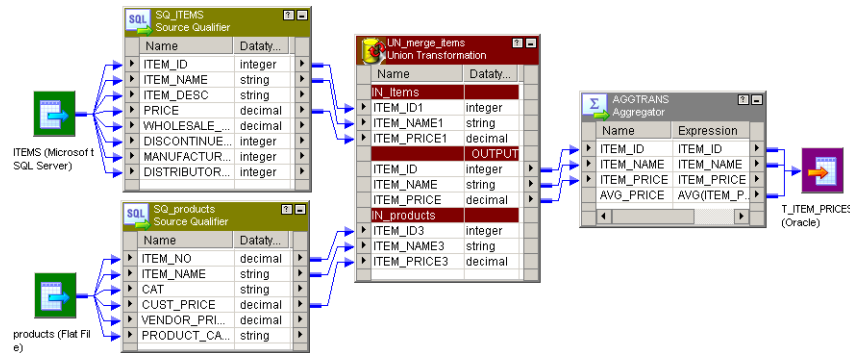 SQL SQ_ITEMS
Source Qualifier
Name Dataty...
ITEM_ID integer
ITEM_NAME string
ITEM_DESC string
PRICE decimal
WHOLESALE_... decimal
DISCONTINUE... integer
MANUFACTUR... integer
DISTRIBUTOR... integer
ITEMS (Microsoft
SQL Server)
SQL SQ_products
Source Qualifier
Name Dataty...
ITEM_NO decimal
ITEM_NAME string
CAT string
CUST_PRICE decimal
VENDOR_PRI... decimal
PRODUCT_CA... string
products (Flat Fil
e)
UN_merge_items
Union Transformation
Name Dataty...
IN_Items
ITEM_ID1 integer
ITEM_NAME1 string
ITEM_PRICE1 decimal
OUTPUT
ITEM_ID integer
ITEM_NAME string
ITEM_PRICE decimal
IN_products
ITEM_ID3 integer
ITEM_NAME3 string
ITEM_PRICE3 decimal
Σ AGGTRANS
Aggregator
Name Expression
ITEM_ID ITEM_ID
ITEM_NAME ITEM_NAME
ITEM_PRICE ITEM_PRICE
AVG_PRICE AVG(ITEM_P...
T_ITEM_PRICES
(Oracle)